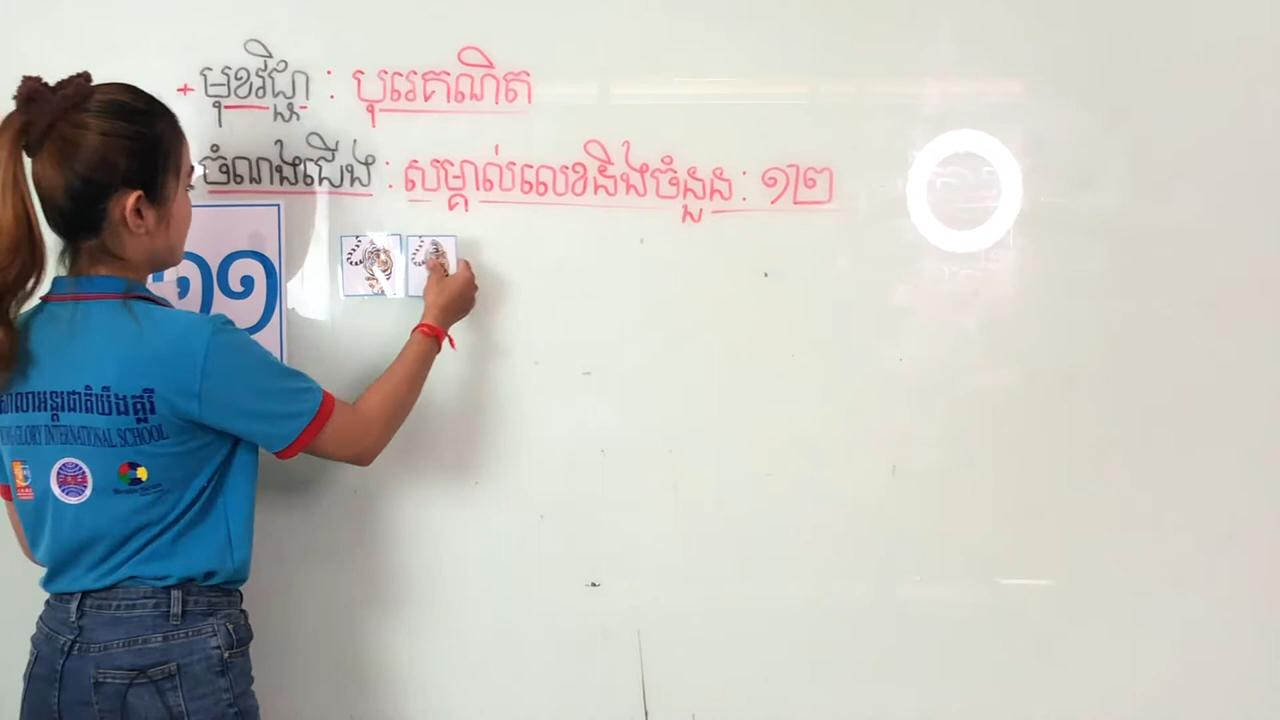 + មុខវិជ្ជា : បុរេគណិត
ចំណងជើង : សម្គាល់លេខនិងចំនួន: ១២
១១
សាលាអន្តរជាតិយឺងគ្លរី
GLORY INTERNATIONAL SCHOOL